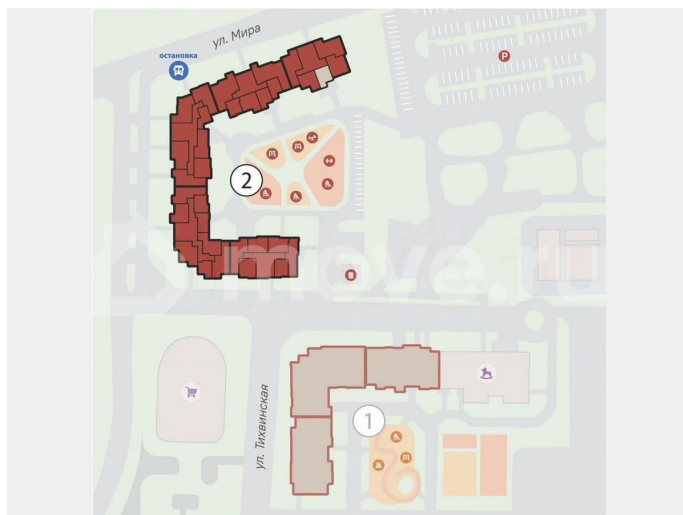 ул. Мира
остановка
P
2
move.ru
1
ул. Тихвинская